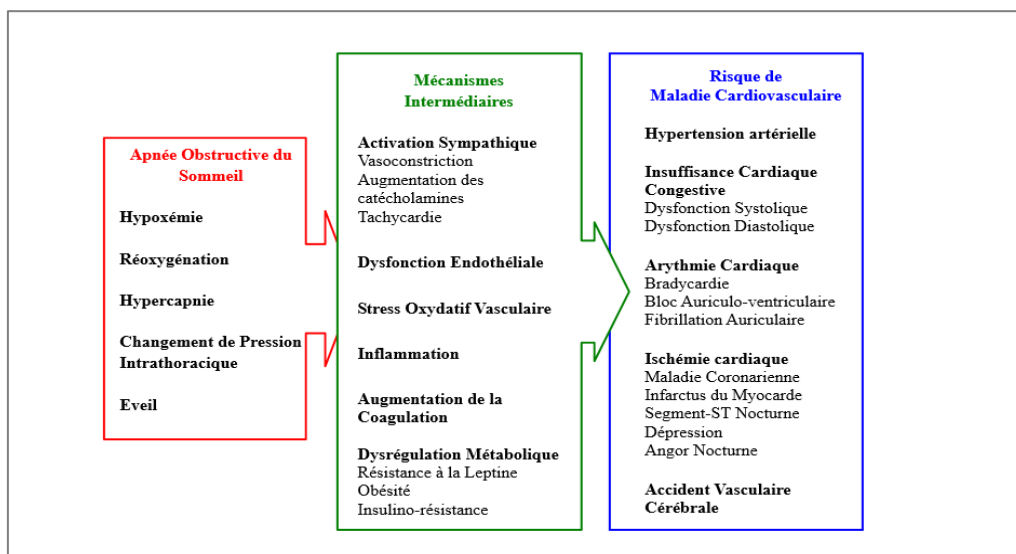 Apnée Obstructive du
Sommeil
Hypoxémie
Réoxygénation
Hypercapnie
Changement de Pression
Intrathoracique
Eveil
Mécanismes
Intermédiaires
Activation Sympathique
Vasoconstriction
Augmentation des
catécholamines
Tachycardie
Dysfonction Endothéliale
Stress Oxydatif Vasculaire
Inflammation
Augmentation de la
Coagulation
Dysrégulation Métabolique
Résistance à la Leptine
Obésité
Insulino-résistance
Risque de
Maladie Cardiovasculaire
Hypertension artérielle
Insuffisance Cardiaque
Congestive
Dysfonction Systolique
Dysfonction Diastolique
Arythmie Cardiaque
Bradycardie
Bloc Auriculo-ventriculaire
Fibrillation Auriculaire
Ischémie cardiaque
Maladie Coronarienne
Infarctus du Myocarde
Segment-ST Nocturne
Dépression
Angor Nocturne
Accident Vasculaire
Cérébrale